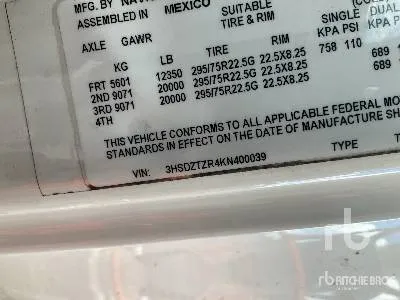 MFG. BY
ASSEMBLED IN MEXICO SUITABLE
TIRE & RIM SINGLE DUAL
AXLE GAWR KPA PSI KPA
KG LB TIRE RIM 758 110
FRT 5601 12350 295/75R22.5G 22.5X8.25 689
2ND 9071 20000 295/75R22.5G 22.5X8.25 689
3RD 9071 20000 295/75R22.5G 22.5X8.25
4TH
THIS VEHICLE CONFORMS TO ALL APPLICABLE FEDERAL
STANDARDS IN EFFECT ON THE DATE OF MANUFACTURE
VIN: 3HSDZTZR4KN400039 TYPE
rb
rb RITCHIE BROS